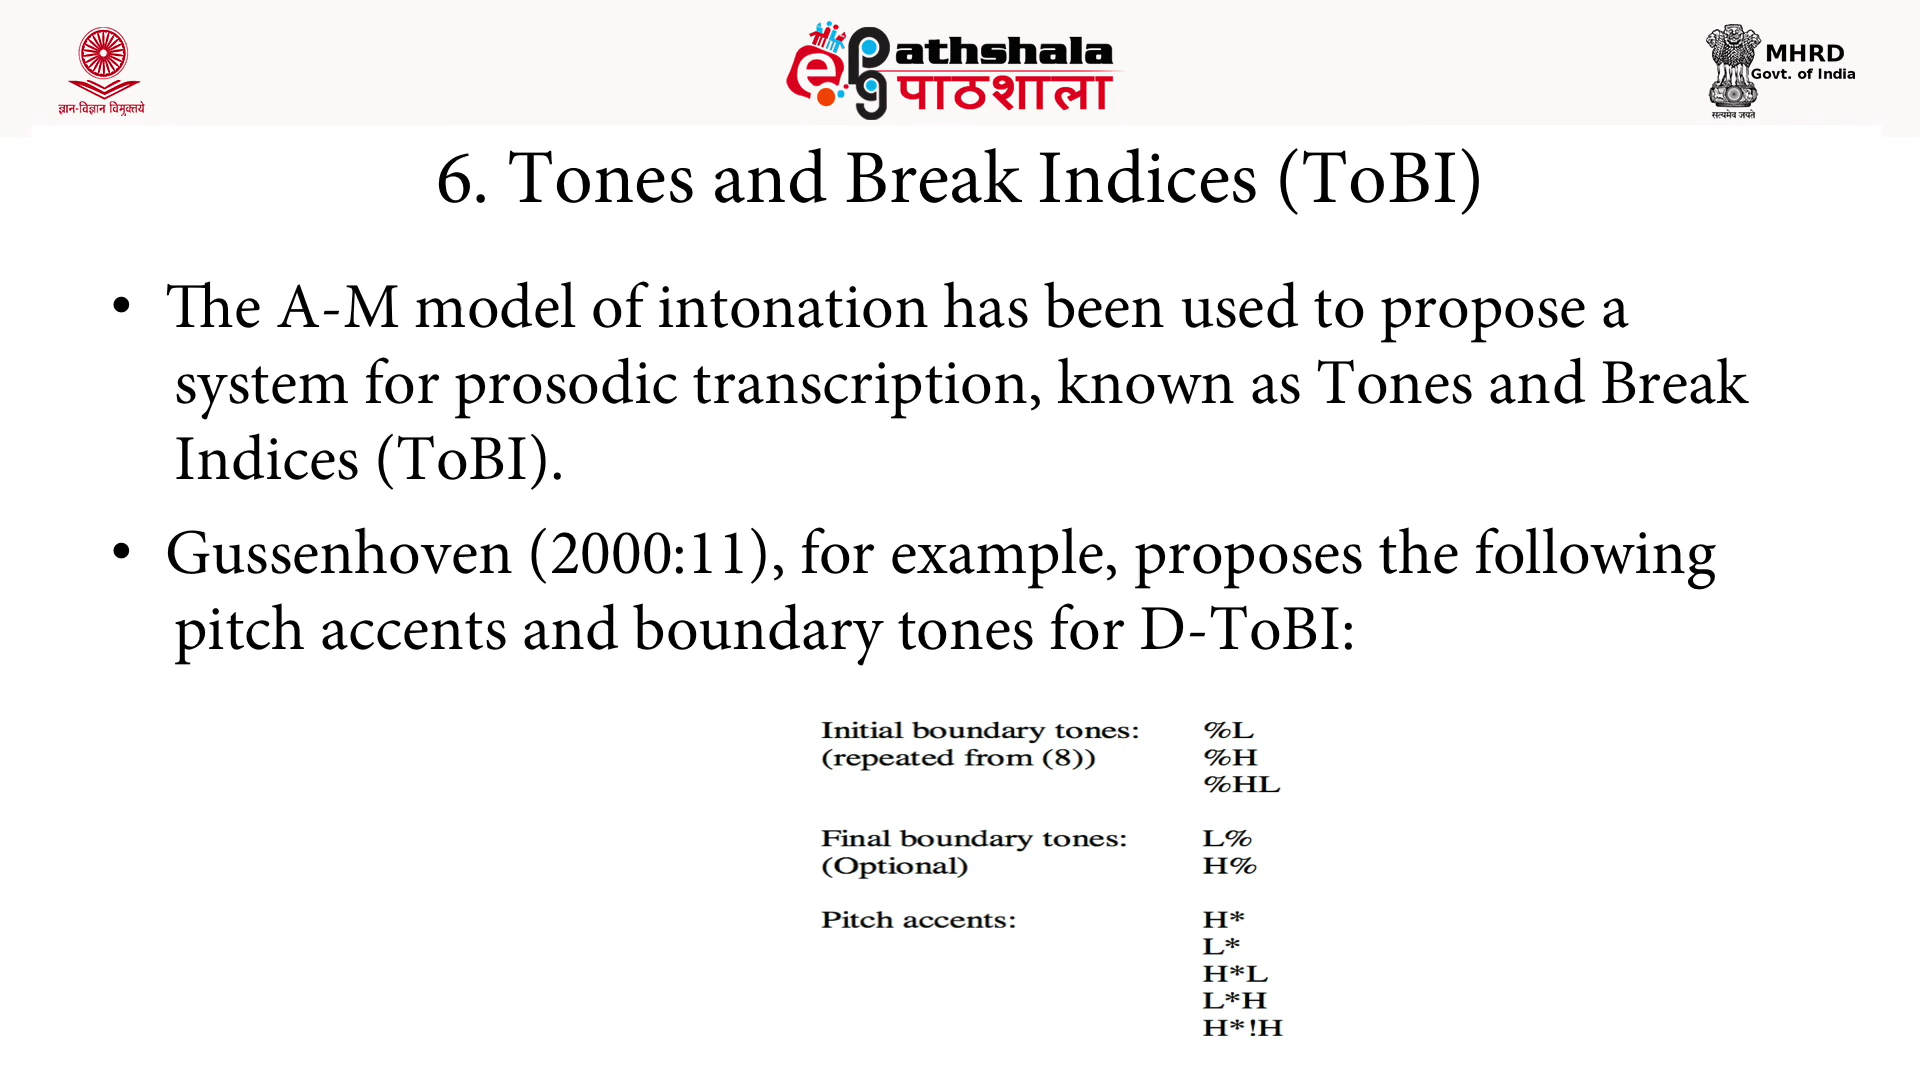 ज्ञान-विज्ञान विमुक्तये
ePathshala
पाठशाला
MHRD
Govt. of India
सत्यमेव जयते
6. Tones and Break Indices (ToBI)
• The A-M model of intonation has been used to propose a
system for prosodic transcription, known as Tones and Break
Indices (ToBI).
• Gussenhoven (2000:11), for example, proposes the following
pitch accents and boundary tones for D-ToBI:
Initial boundary tones: %L
(repeated from (8)) %H
%HL
Final boundary tones: L%
(Optional) H%
Pitch accents: H*
L*
H*L
L*H
H*!H